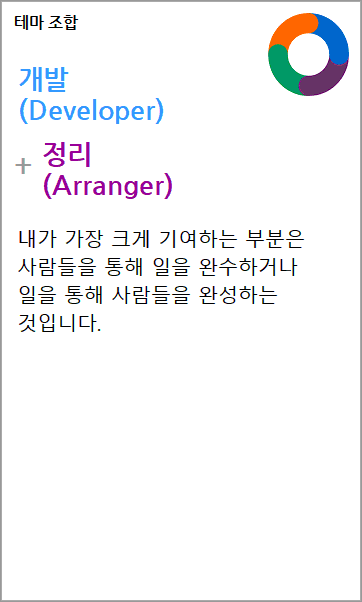 테마 조합
개발
(Developer)
+ 정리
(Arranger)
내가 가장 크게 기여하는 부분은
사람들을 통해 일을 완수하거나
일을 통해 사람들을 완성하는
것입니다.